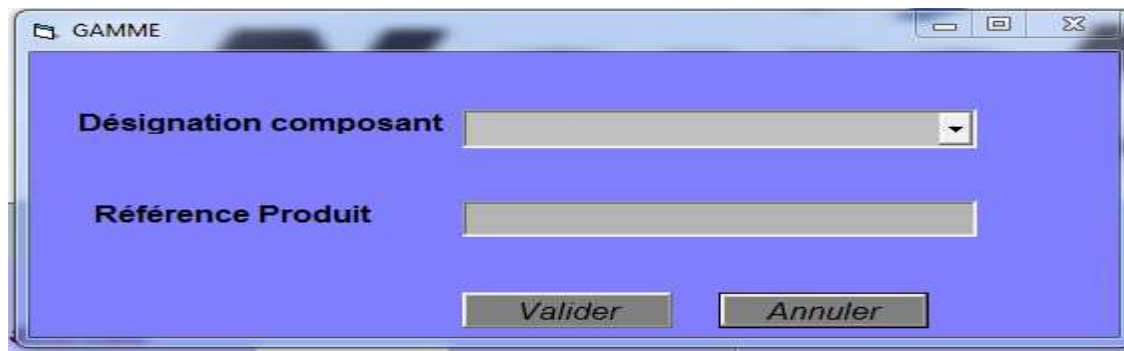 GAMME
Désignation composant
Référence Produit
Valider Annuler